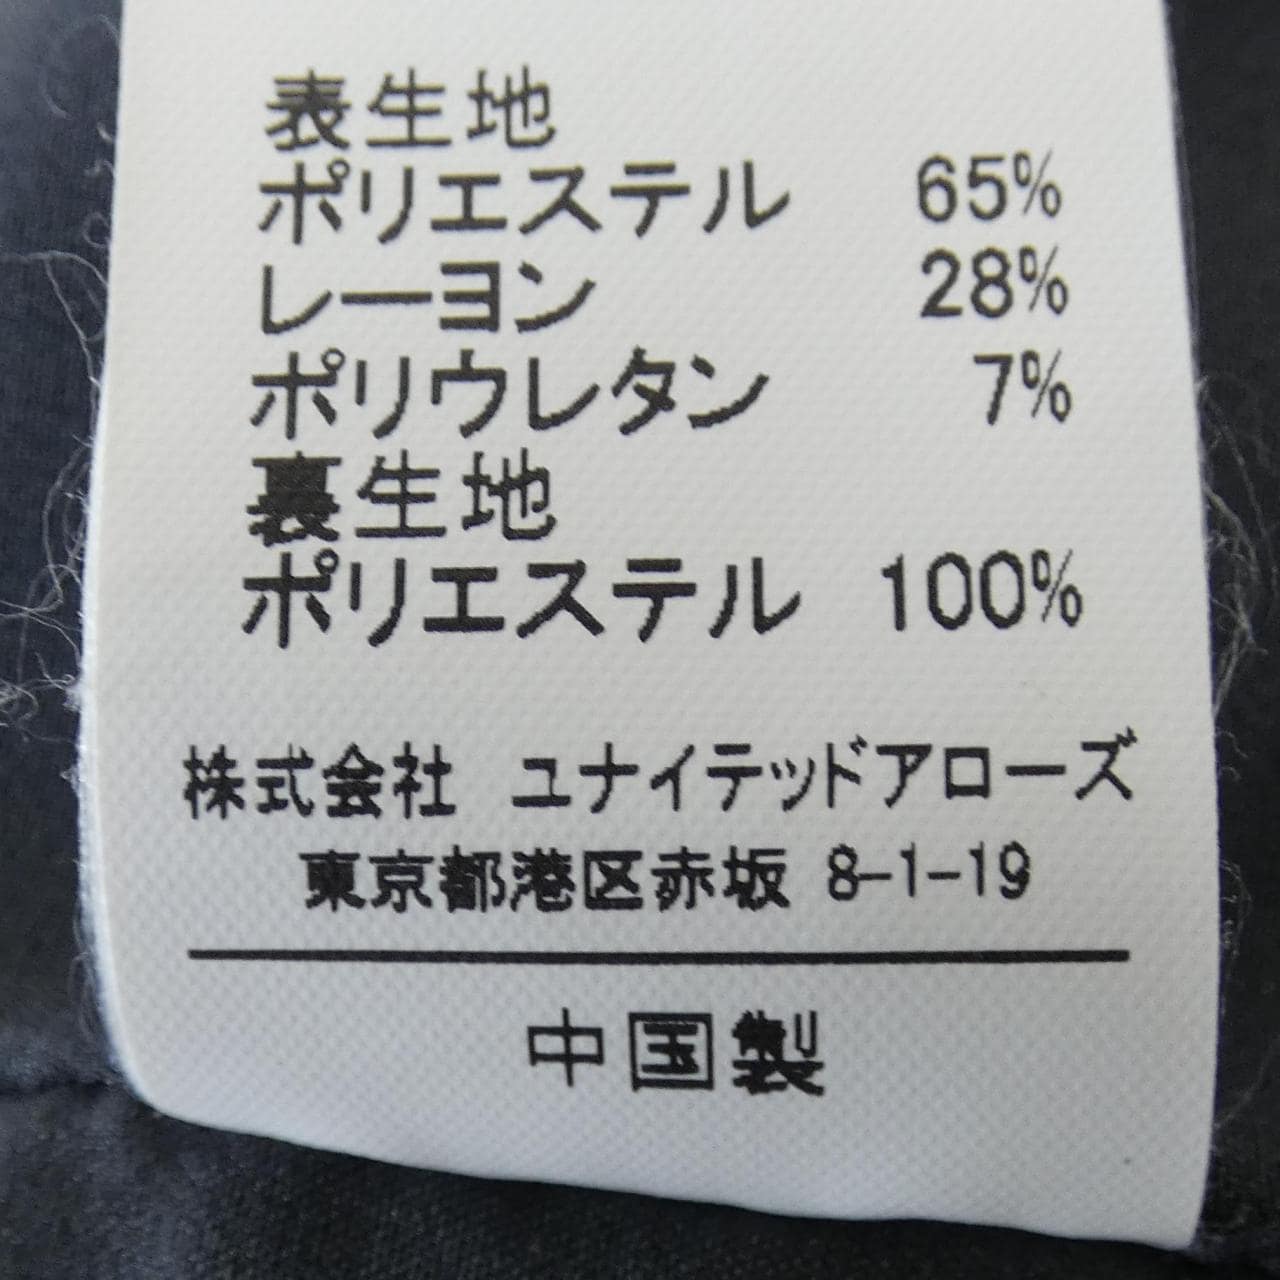 表生地
ポリエステル 65%
レーヨン 28%
ポリウレタン 7%
裏生地
ポリエステル 100%
株式会社 ユナイテッドアローズ
東京都港区赤坂 8-1-19
中国製